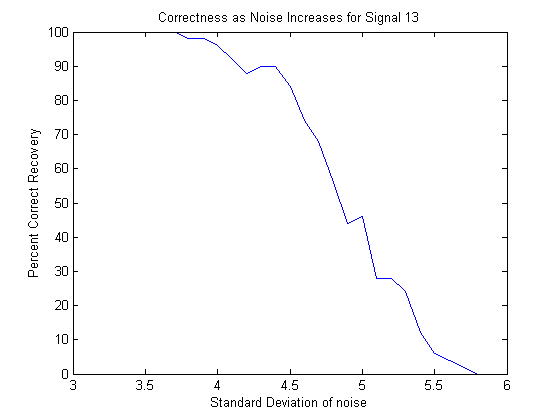 Correctness as Noise Increases for Signal 13
100
90
80
70
60
50
40
30
20
10
0
Percent Correct Recovery
3 3.5 4 4.5 5 5.5 6
Standard Deviation of noise